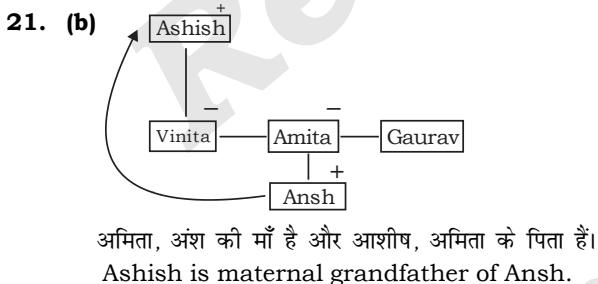 21. (b)
+
Ashish
– –
Vinita Amita Gaurav
+
Ansh
अमिता, अंश की माँ है और आशीष, अमिता के पिता हैं।
Ashish is maternal grandfather of Ansh.